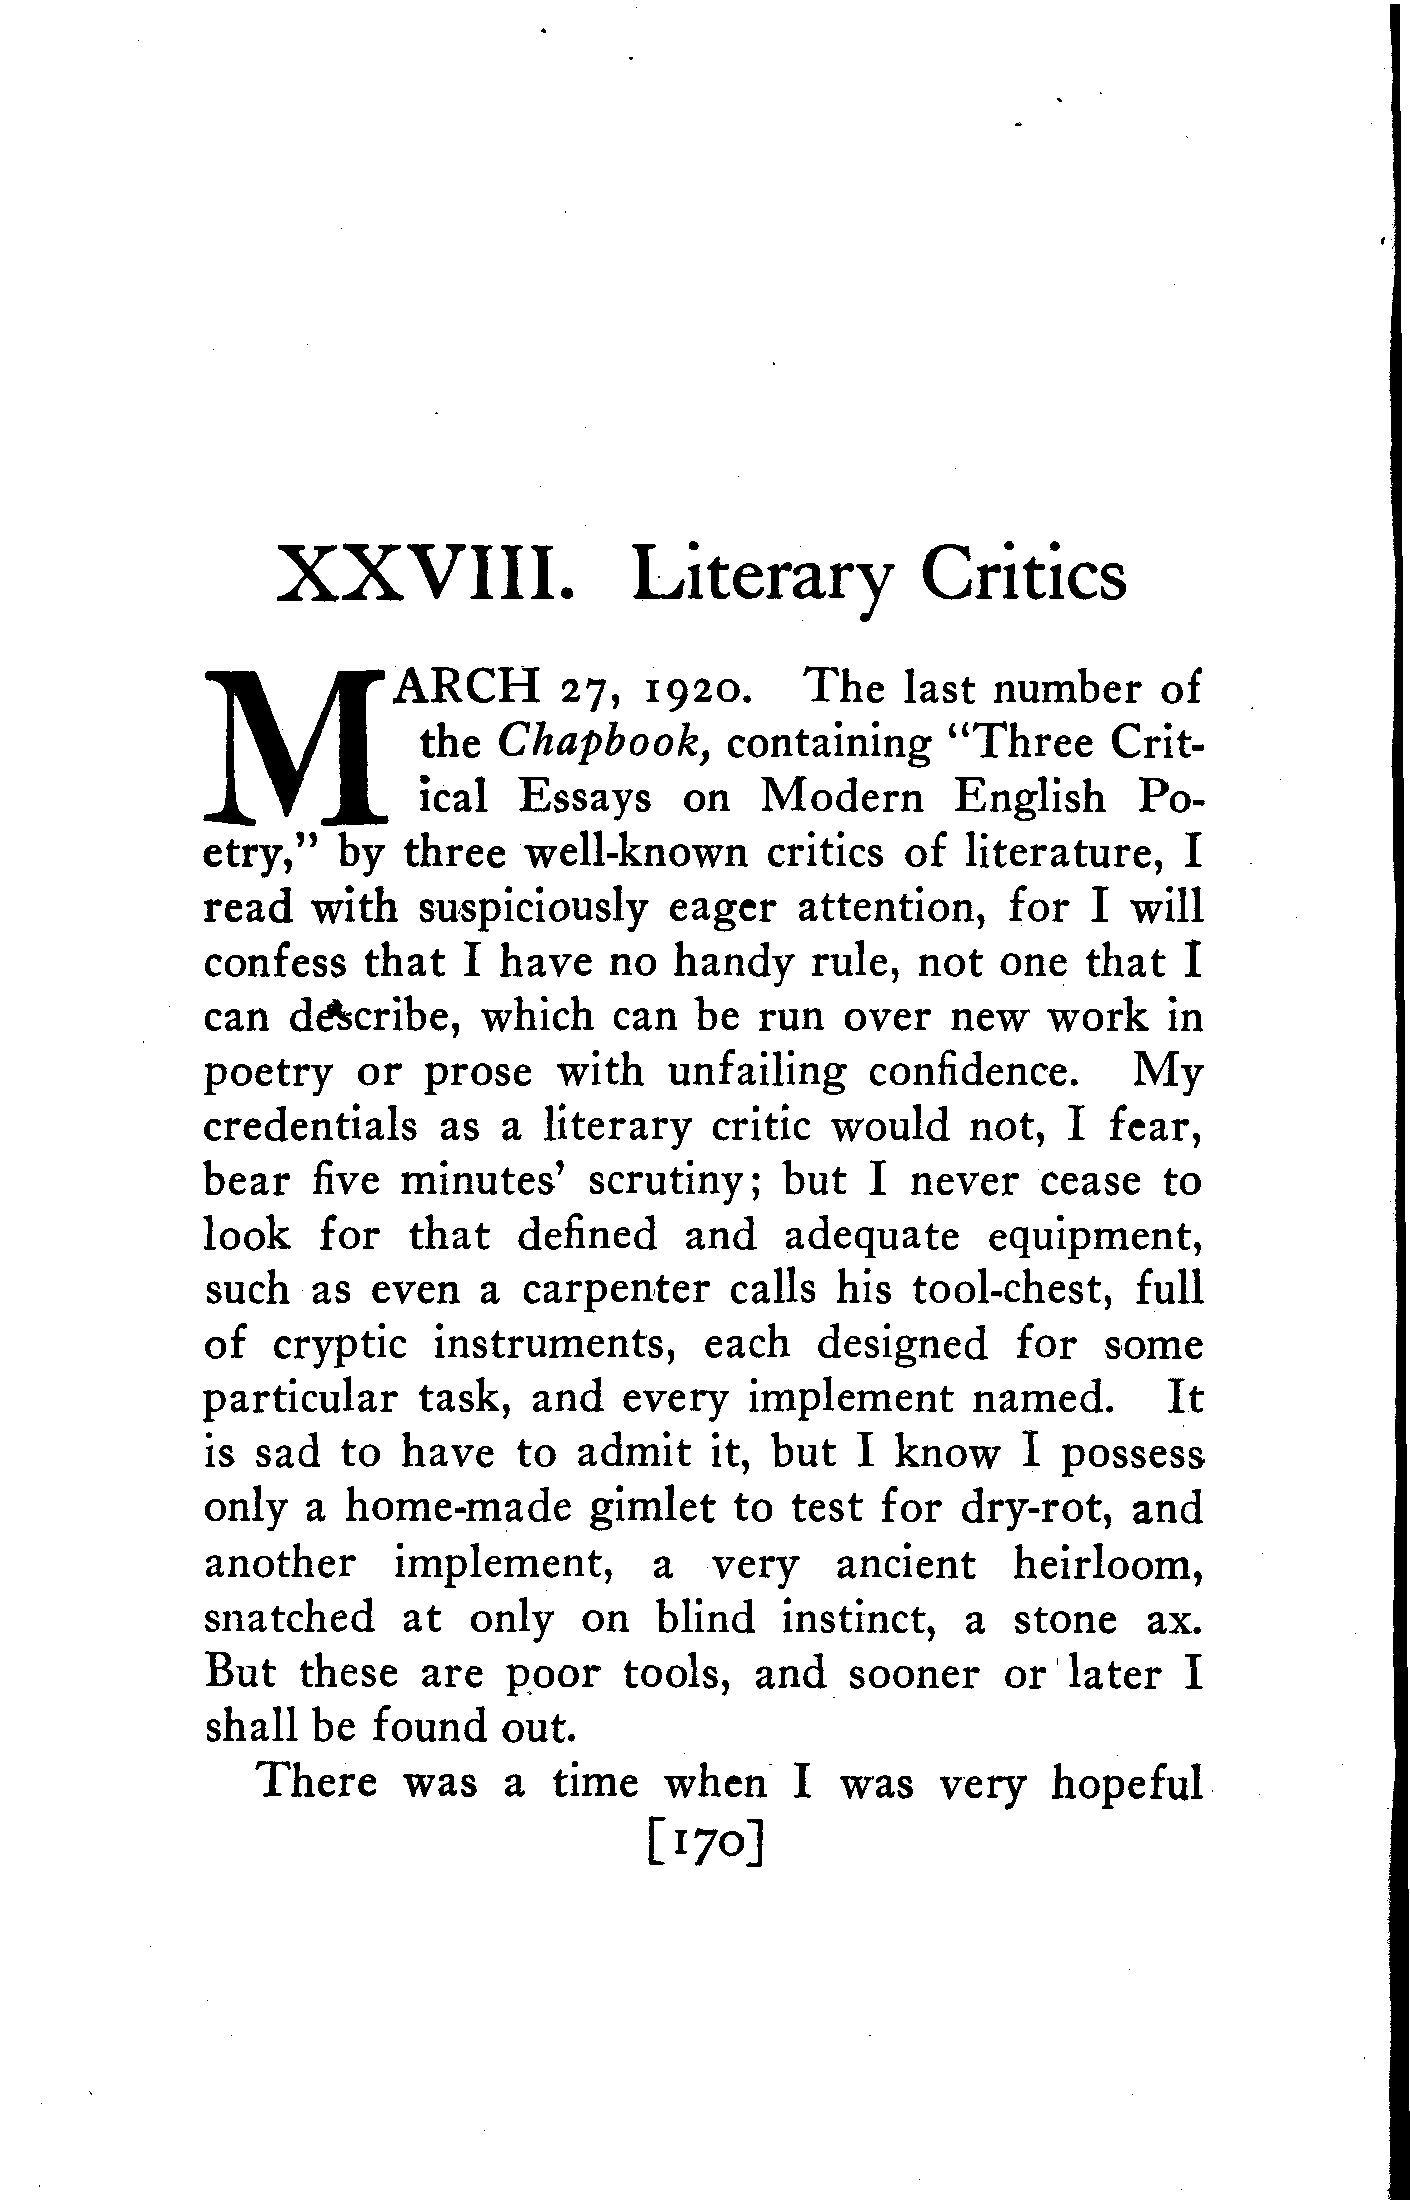 XXVIII. Literary Critics
MARCH 27, 1920. The last number of
the Chapbook, containing "Three Crit-
ical Essays on Modern English Po-
etry," by three well-known critics of literature, I
read with suspiciously eager attention, for I will
confess that I have no handy rule, not one that I
can describe, which can be run over new work in
poetry or prose with unfailing confidence. My
credentials as a literary critic would not, I fear,
bear five minutes' scrutiny; but I never cease to
look for that defined and adequate equipment,
such as even a carpenter calls his tool-chest, full
of cryptic instruments, each designed for some
particular task, and every implement named. It
is sad to have to admit it, but I know I possess
only a home-made gimlet to test for dry-rot, and
another implement, a very ancient heirloom,
snatched at only on blind instinct, a stone ax.
But these are poor tools, and sooner or later I
shall be found out.
There was a time when I was very hopeful
[170]